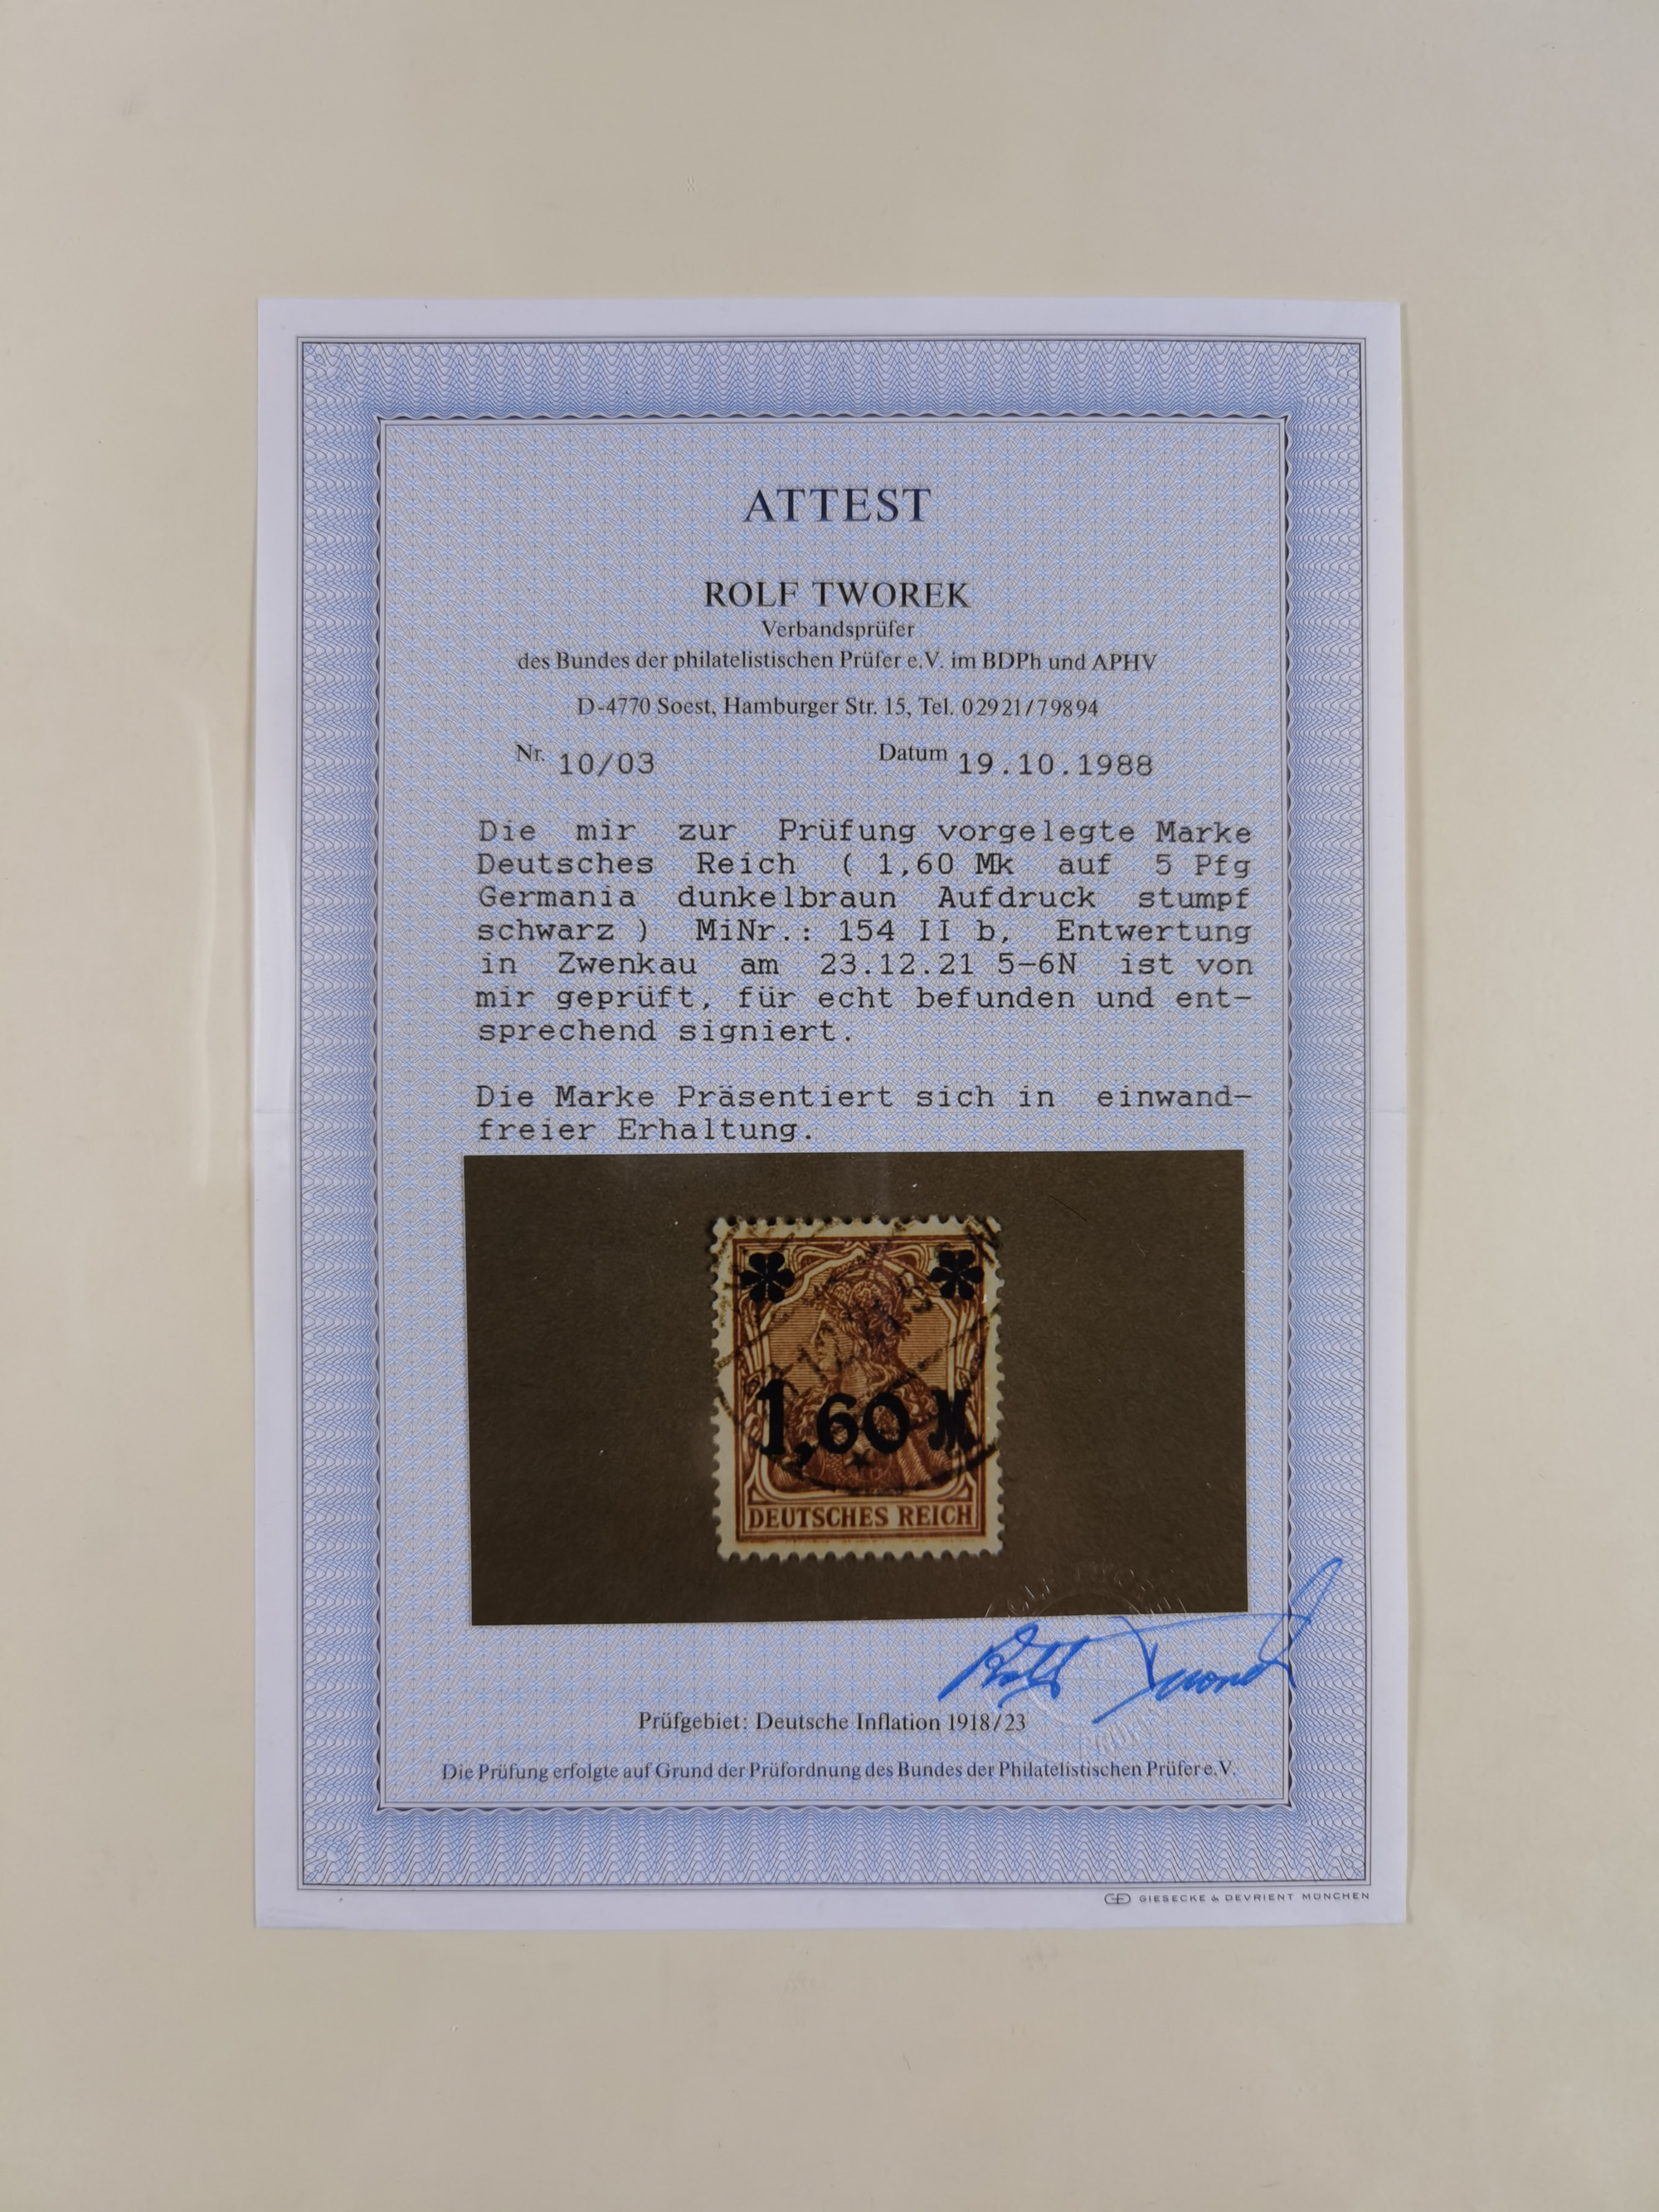 ATTEST
ROLF TWOREK
Verbandsprüfer
des Bundes der philatelistischen Prüfer e.V. im BDPh und APHV
D-4770 Soest, Hamburger Str. 15, Tel. 02921/79894
Nr. 10/03 Datum 19.10.1988
Die mir zur Prüfung vorgelegte Marke
Deutsches Reich ( 1,60 Mk auf 5 Pfg
Germania dunkelbraun Aufdruck stumpf
schwarz ) MiNr.: 154 II b, Entwertung
in Zwenkau am 23.12.21 5-6N ist von
mir geprüft, für echt befunden und ent-
sprechend signiert.
Die Marke Präsentiert sich in einwand-
freier Erhaltung.
1,60 M
DEUTSCHES REICH
Rolf Tworek
Prüfgebiet: Deutsche Inflation 1918/23
Die Prüfung erfolgte auf Grund der Prüfordnung des Bundes der Philatelistischen Prüfer e.V.
GIESECKE & DEVRIENT MÜNCHEN